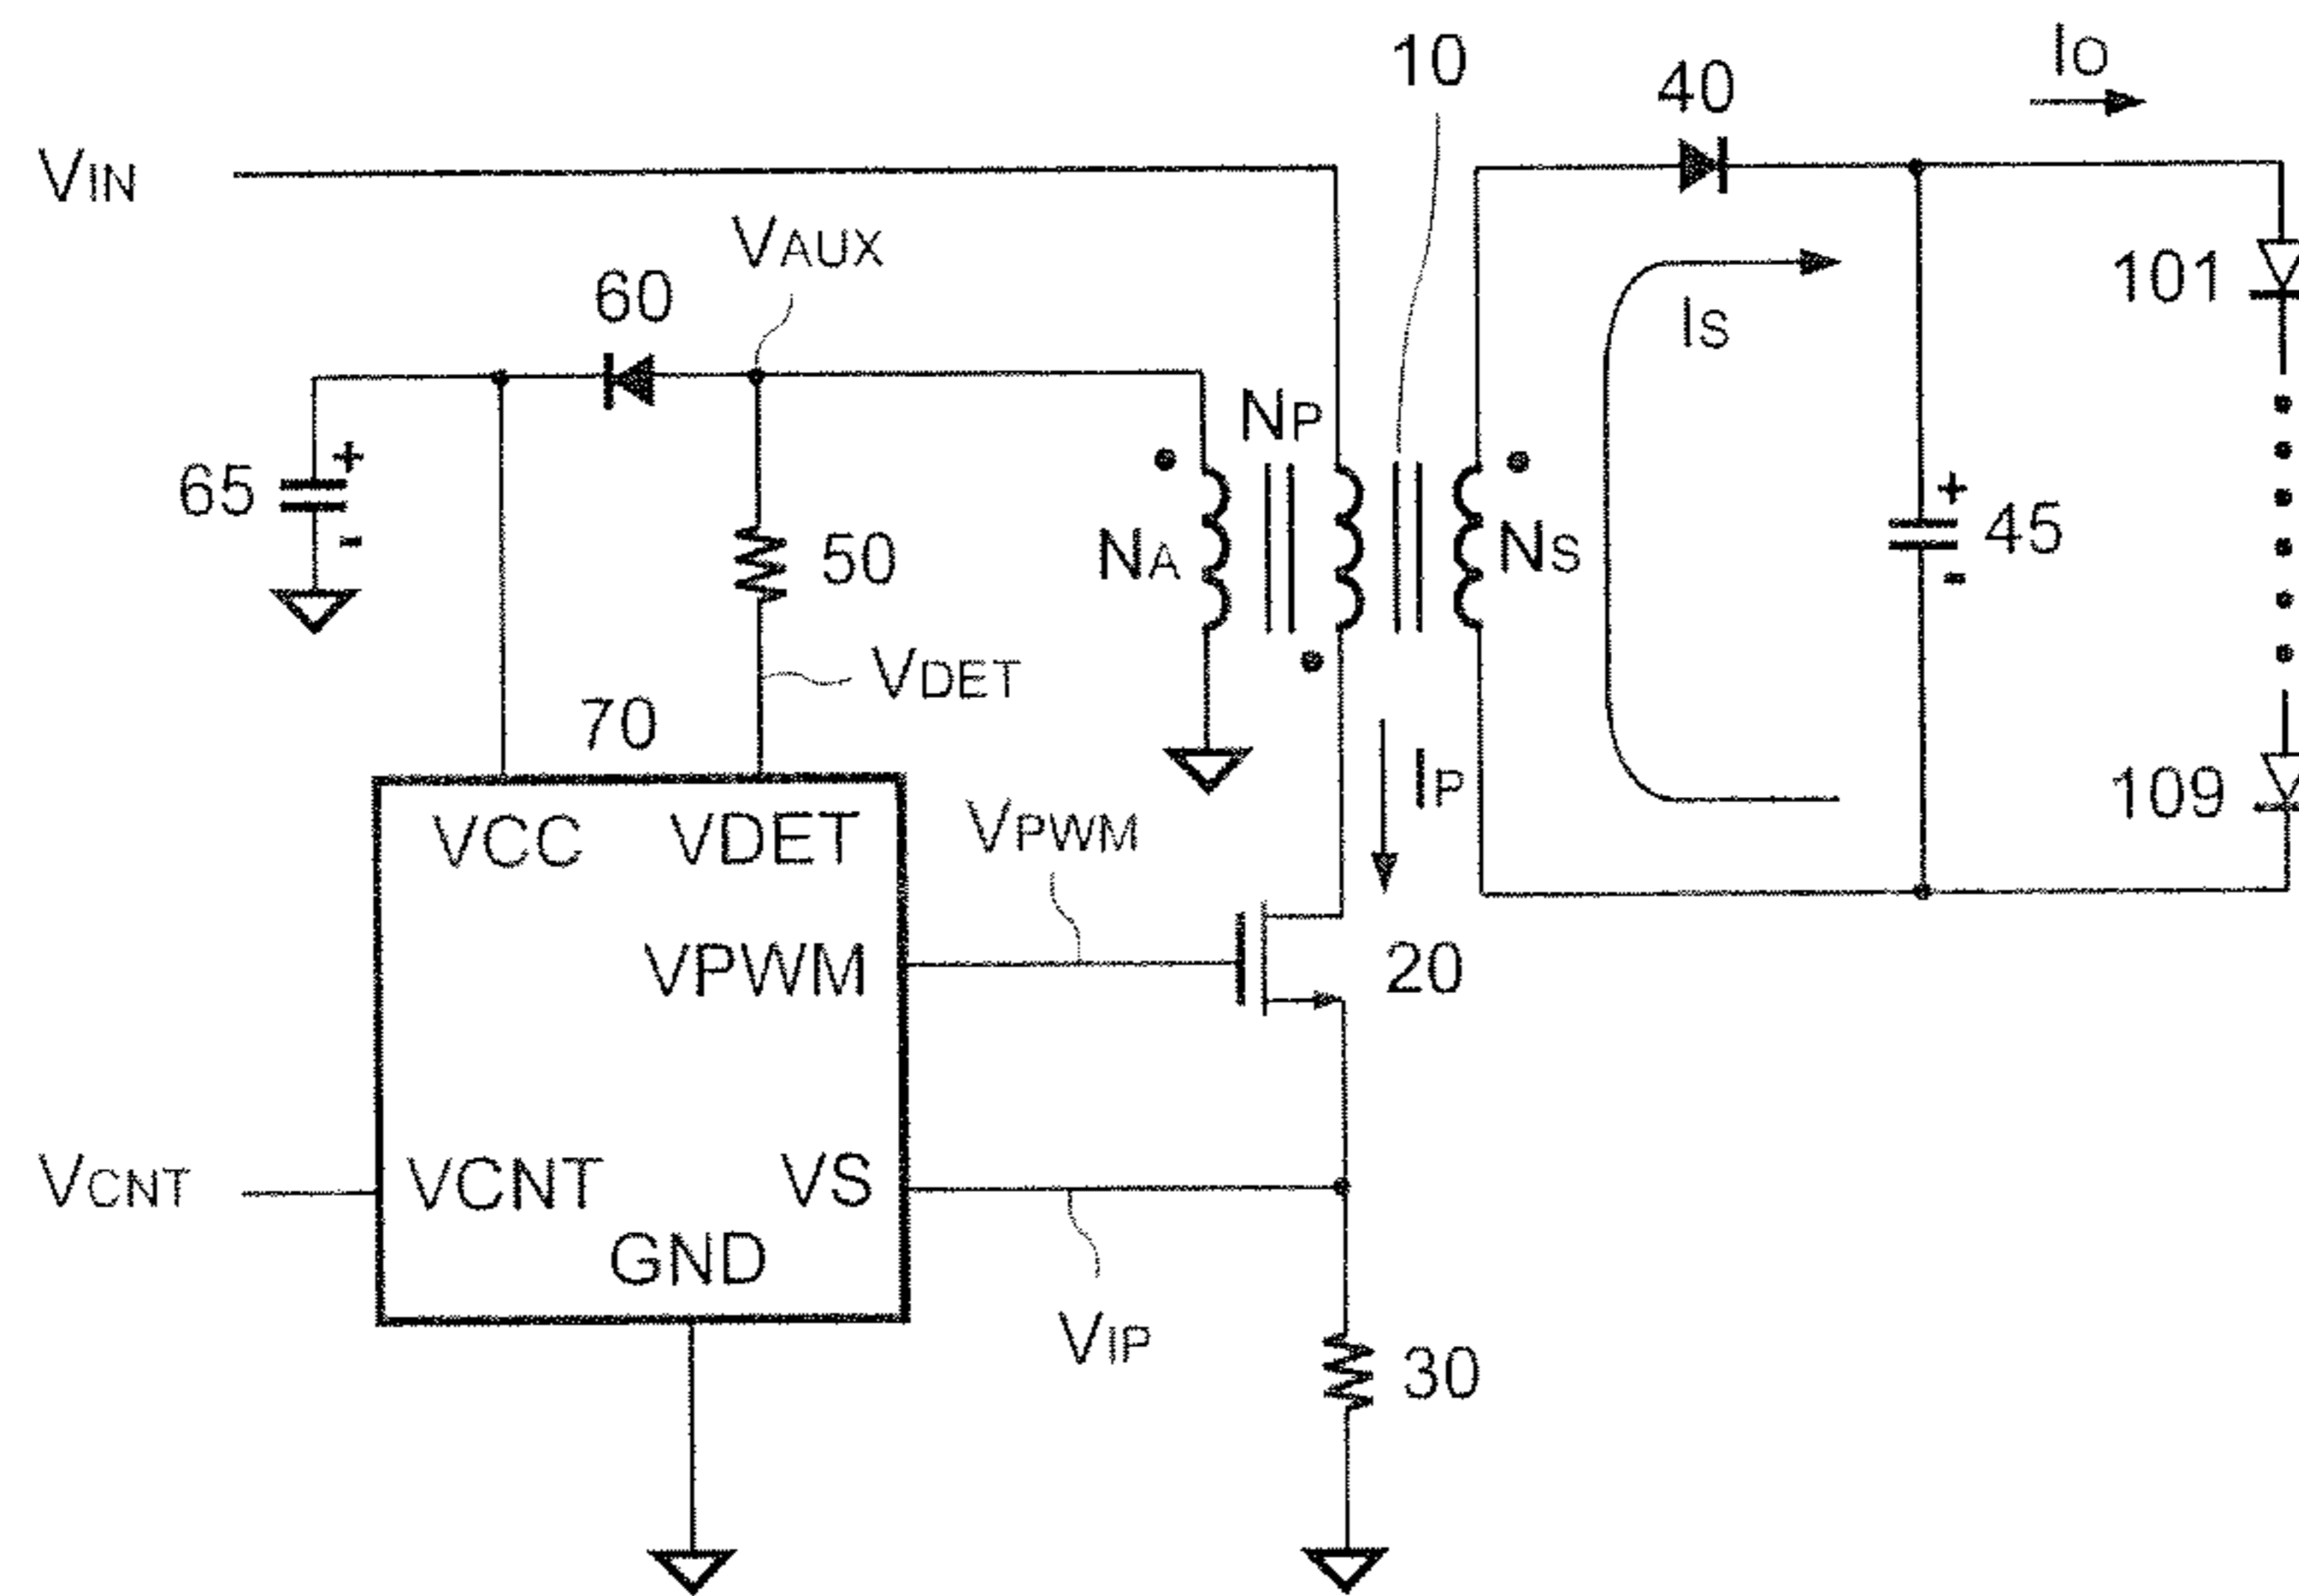 10
IO
40
VIN
VAUX
60
101
IS
NP
65
+
-
50
NA
NS
+
45
-
VDET
70
IP
109
VCC
VDET
VPWM
VPWM
20
VCNT
VCNT
VS
GND
VIP
30